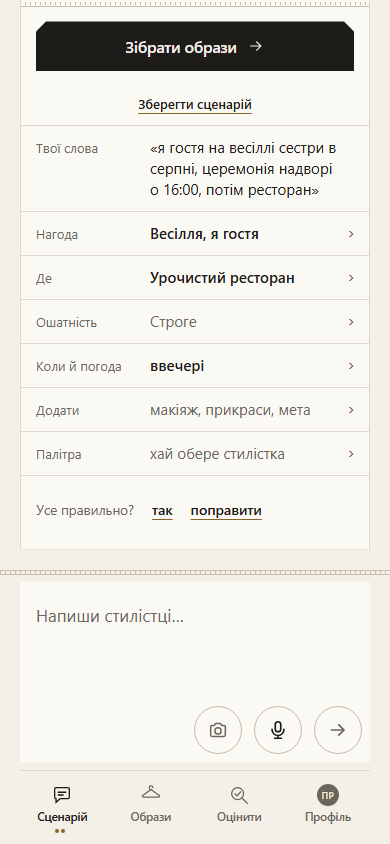 Зібрати образи →
Зберегти сценарій
Твої слова
«я гостя на весіллі сестри в
серпні, церемонія надворі
о 16:00, потім ресторан»
Нагода Весілля, я гостя
Де Урочистий ресторан
Ошатність Строге
Коли й погода ввечері
Додати макіяж, прикраси, мета
Палітра хай обере стилістка
Усе правильно? так поправити
Напиши стилістці...
ПР
Сценарій Образи Оцінити Профіль